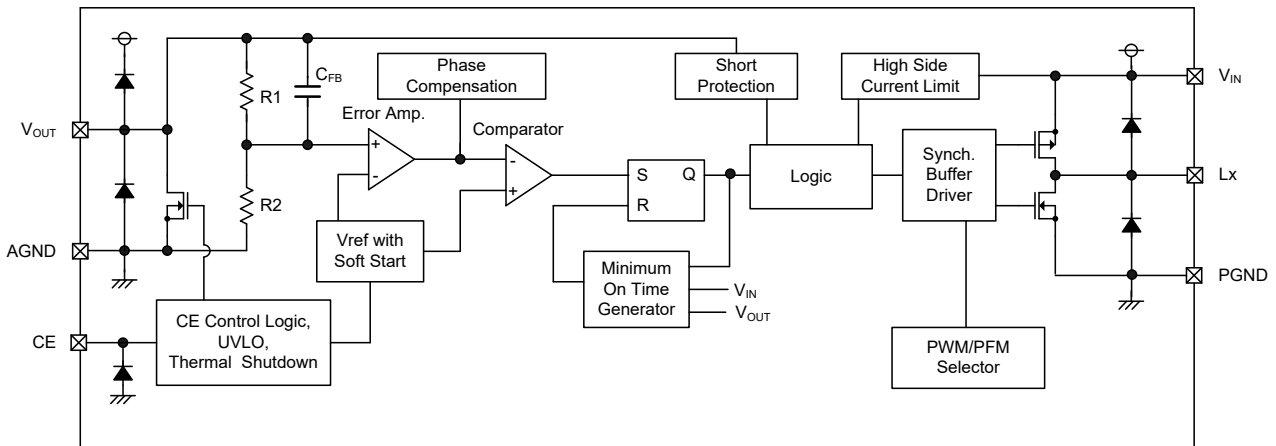 Phase
Compensation
Short
Protection
High Side
Current Limit
VIN
CFB
R1
Error Amp.
VOUT
Comparator
+
-
-
+
S
Q
R
Logic
Synch.
Buffer
Driver
Lx
R2
Vref with
Soft Start
AGND
Minimum
On Time
Generator
VIN
VOUT
PGND
CE
CE Control Logic,
UVLO,
Thermal Shutdown
PWM/PFM
Selector